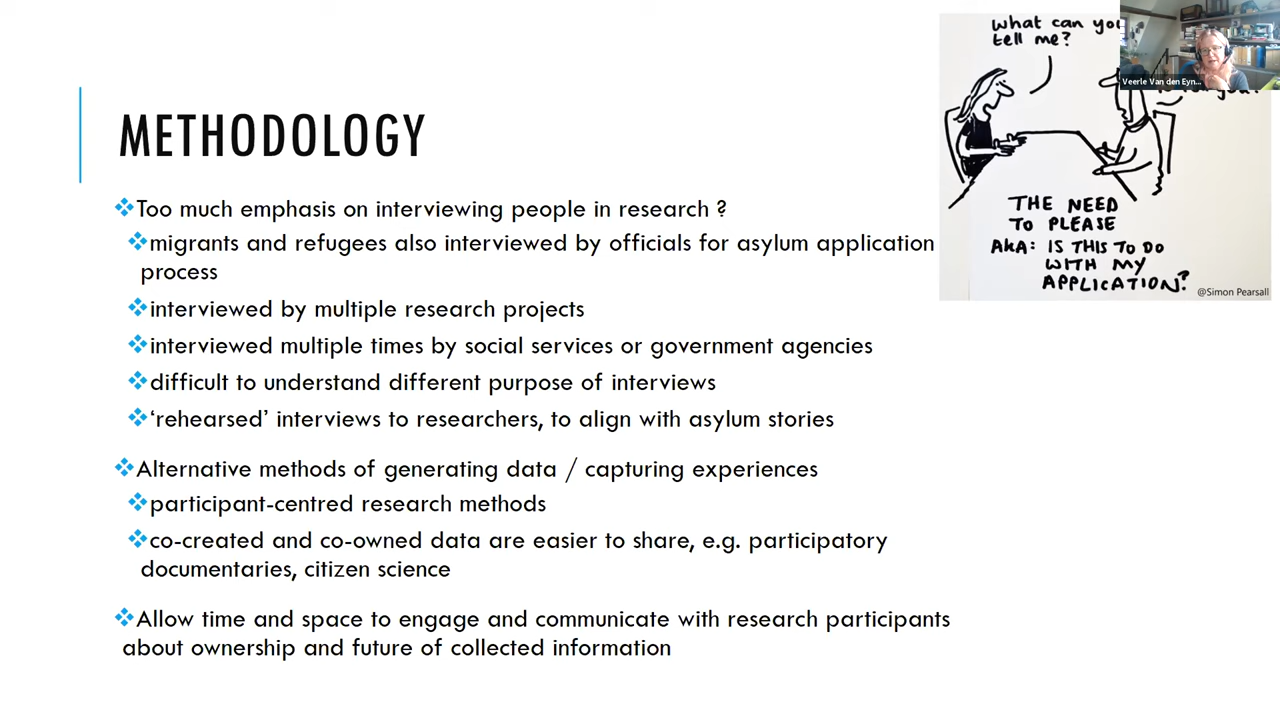 what can you
tell me?
Veerle Van den Eyn...
METHODOLOGY
Too much emphasis on interviewing people in research ?
migrants and refugees also interviewed by officials for asylum application
process
interviewed by multiple research projects
interviewed multiple times by social services or government agencies
difficult to understand different purpose of interviews
‘rehearsed’ interviews to researchers, to align with asylum stories
Alternative methods of generating data / capturing experiences
participant-centred research methods
co-created and co-owned data are easier to share, e.g. participatory
documentaries, citizen science
Allow time and space to engage and communicate with research participants
about ownership and future of collected information
THE NEED
TO PLEASE
AKA: IS THIS TO DO
WITH MY
APPLICATION?
@Simon Pearsall